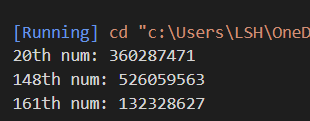 [Running] cd "c:\Users\LSH\OneD
20th num: 360287471
148th num: 526059563
161th num: 132328627